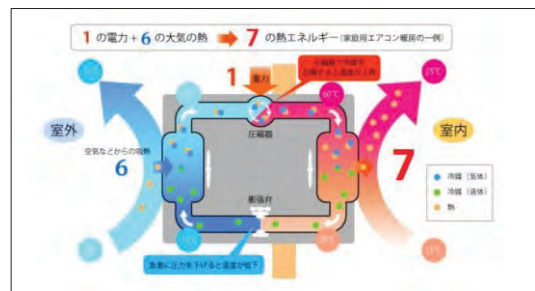 1 の電力 + 6 の大気の熱 7 の熱エネルギー(家庭用エアコン暖房の一例)
1
電力
圧縮機で冷媒を
圧縮すると温度が上昇
60℃
圧縮機
室外
空気などからの吸熱
6
室内
7
冷媒(気体)
冷媒(液体)
熱
膨張弁
急激に圧力を下げると温度が低下